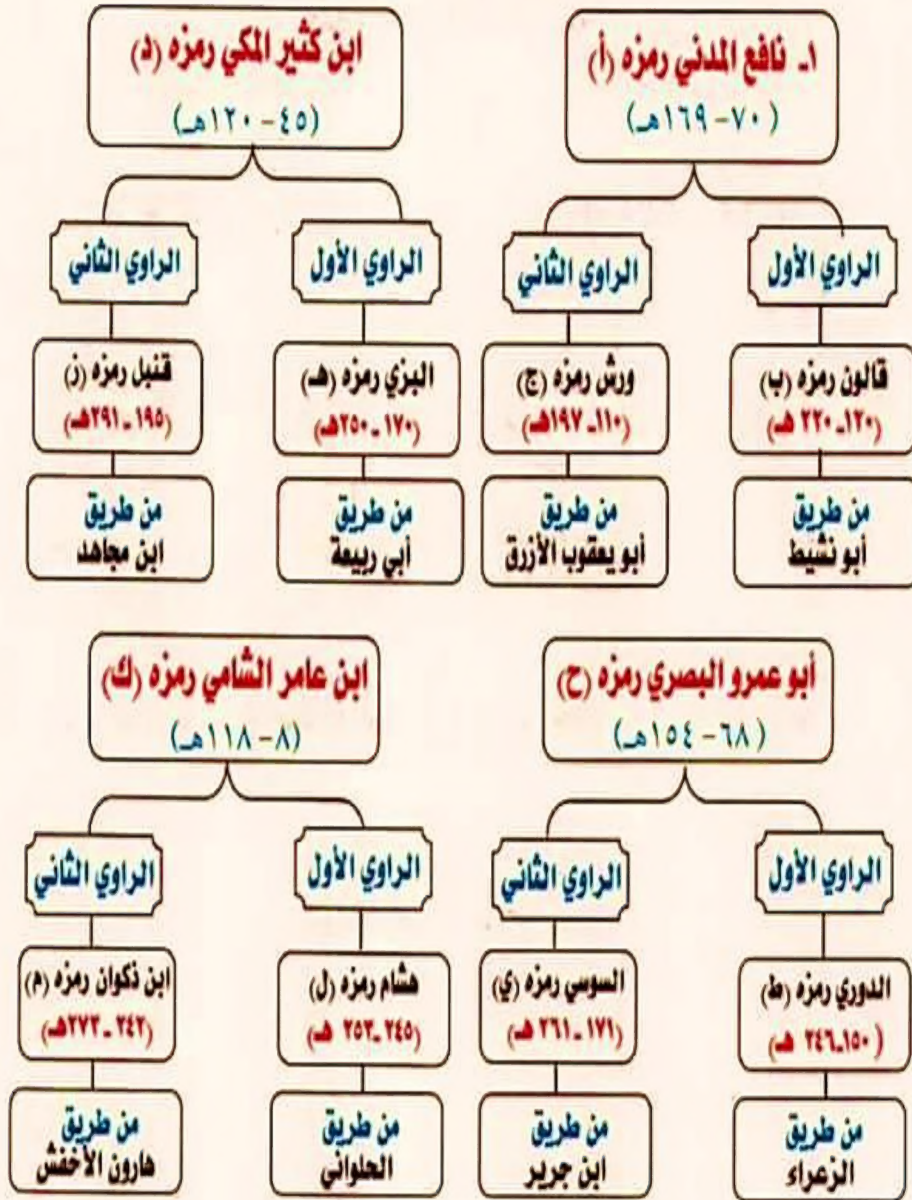 ١ـ نافع المدني رمزه (أ)
(٧٠ - ١٦٩هـ)
الراوي الأول
قالون رمزه (ب)
(١٢٠ـ ٢٢٠ هـ)
من طريق
أبو نشيط
الراوي الثاني
ورش رمزه (ج)
(١١٠ـ ١٩٧هـ)
من طريق
أبو يعقوب الأزرق
ابن كثير المكي رمزه (د)
(٤٥ - ١٢٠هـ)
الراوي الأول
البزي رمزه (هـ)
(١٧٠ ـ ٢٥٠هـ)
من طريق
أبي ربيعة
الراوي الثاني
قنبل رمزه (ز)
(١٩٥ ـ ٢٩١هـ)
من طريق
ابن مجاهد
أبو عمرو البصري رمزه (ح)
(٦٨ - ١٥٤هـ)
الراوي الأول
الدوري رمزه (ط)
(١٥٠ـ ٢٤٦ هـ)
من طريق
الزعراء
الراوي الثاني
السوسي رمزه (ي)
(١٧١ ـ ٢٦١ هـ)
من طريق
ابن جرير
ابن عامر الشامي رمزه (ك)
(٨ - ١١٨هـ)
الراوي الأول
هشام رمزه (ل)
(٢٤٥ ـ ٢٥٣ هـ)
من طريق
الحلواني
الراوي الثاني
ابن ذكوان رمزه (م)
(٢٤٢ ـ ٢٧٣هـ)
من طريق
هارون الأخفش